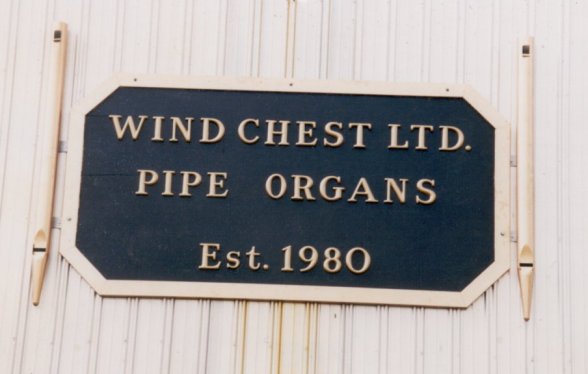 WIND CHEST LTD.
PIPE ORGANS
Est. 1980